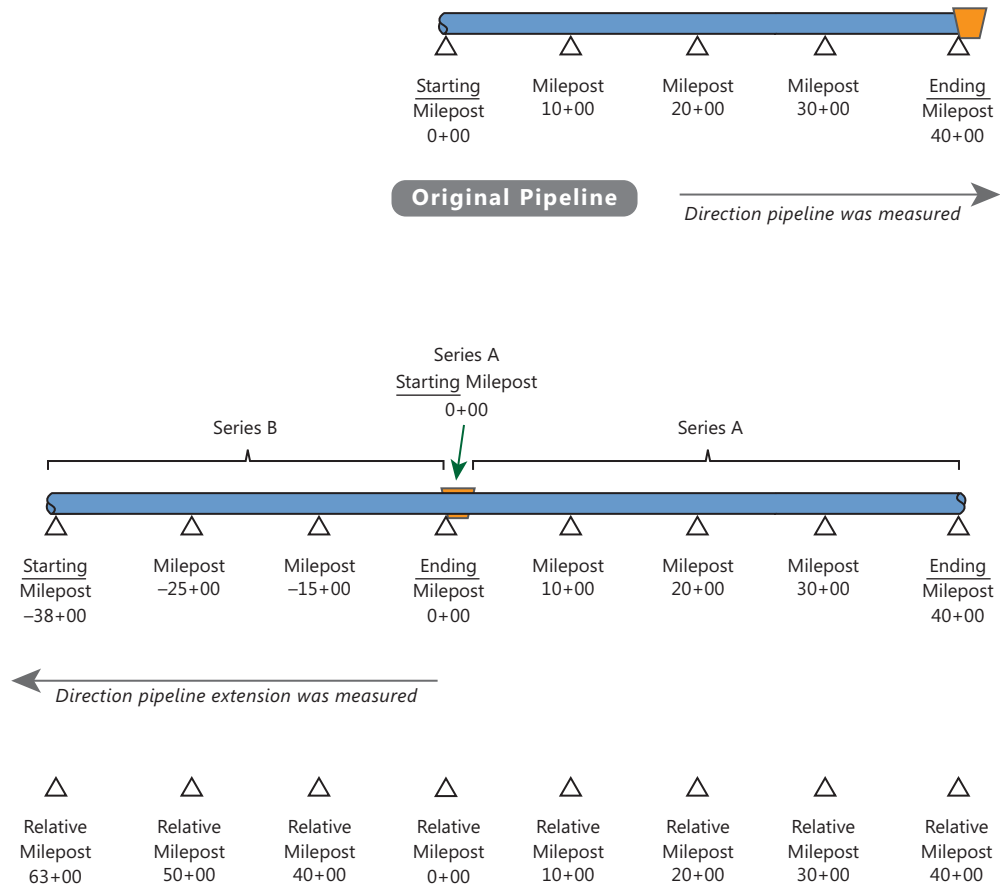 Starting
Milepost
0+00
Milepost
10+00
Milepost
20+00
Milepost
30+00
Ending
Milepost
40+00
Original Pipeline
Direction pipeline was measured
Series A
Starting Milepost
0+00
Series B
Series A
Starting
Milepost
–38+00
Milepost
–25+00
Milepost
–15+00
Ending
Milepost
0+00
Milepost
10+00
Milepost
20+00
Milepost
30+00
Ending
Milepost
40+00
Direction pipeline extension was measured
Relative
Milepost
63+00
Relative
Milepost
50+00
Relative
Milepost
40+00
Relative
Milepost
0+00
Relative
Milepost
10+00
Relative
Milepost
20+00
Relative
Milepost
30+00
Relative
Milepost
40+00